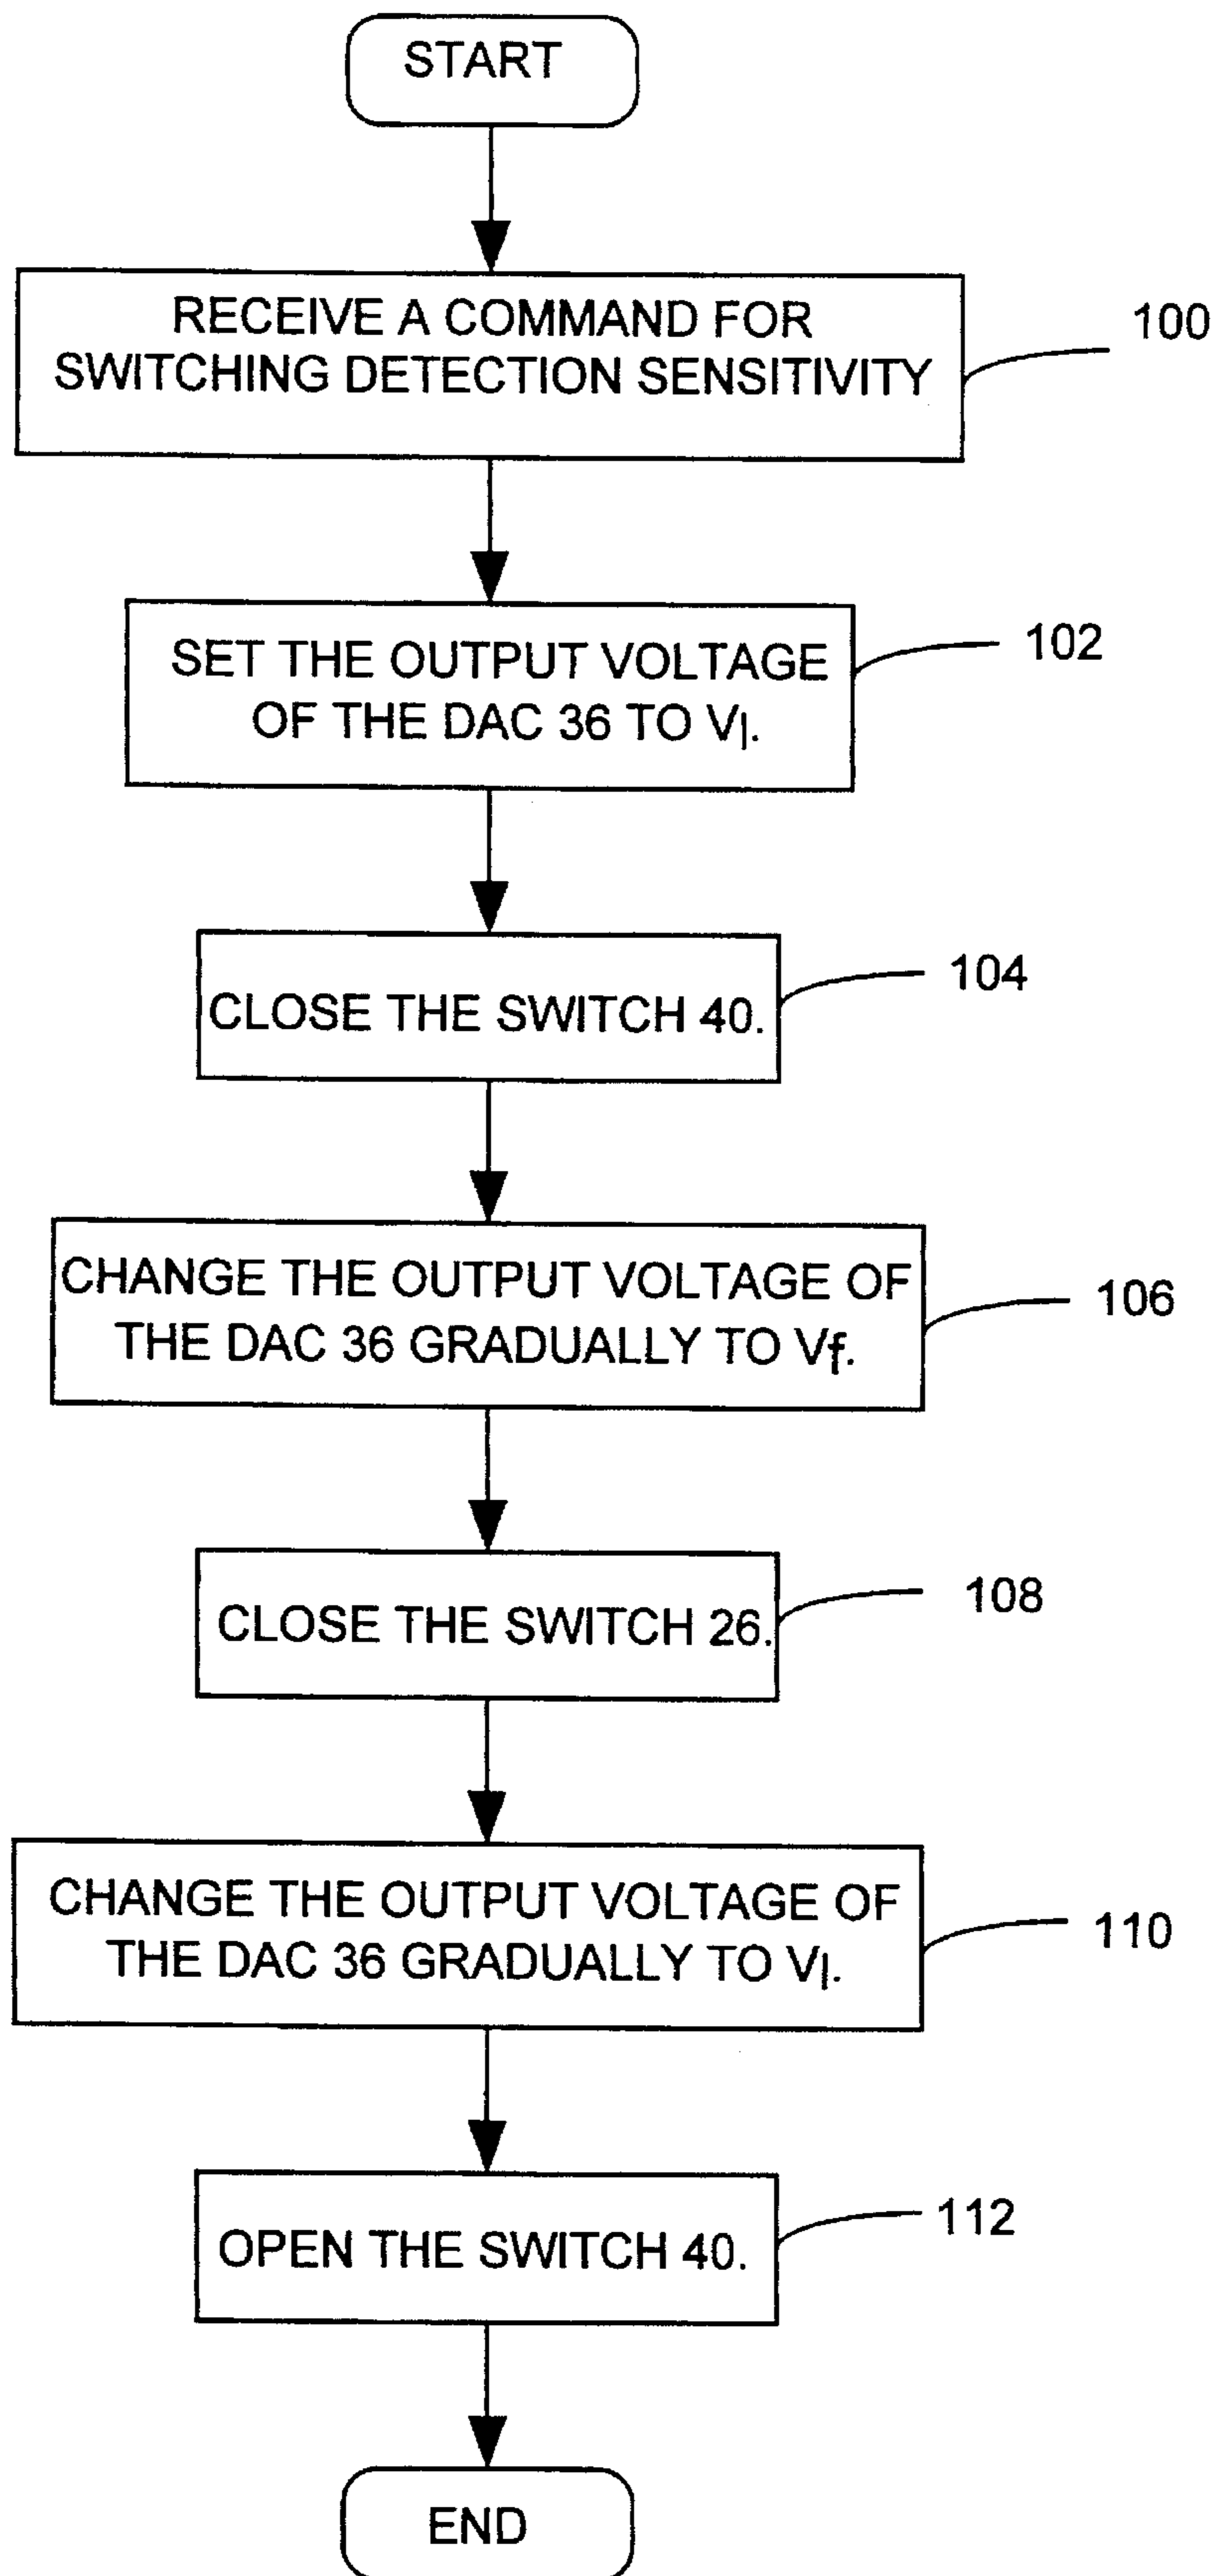 START
RECEIVE A COMMAND FOR
SWITCHING DETECTION SENSITIVITY
100
SET THE OUTPUT VOLTAGE
OF THE DAC 36 TO Vl.
102
CLOSE THE SWITCH 40.
104
CHANGE THE OUTPUT VOLTAGE OF
THE DAC 36 GRADUALLY TO Vf.
106
CLOSE THE SWITCH 26.
108
CHANGE THE OUTPUT VOLTAGE OF
THE DAC 36 GRADUALLY TO Vl.
110
OPEN THE SWITCH 40.
112
END